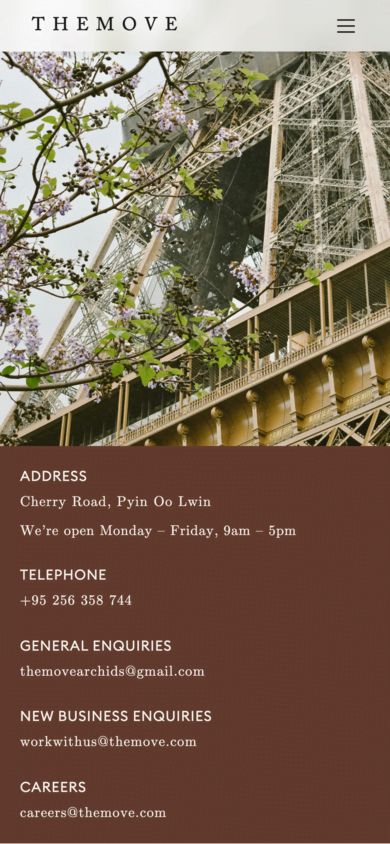 THEMOVE
ADDRESS
Cherry Road, Pyin Oo Lwin
We're open Monday – Friday, 9am – 5pm
TELEPHONE
+95 256 358 744
GENERAL ENQUIRIES
themovearchids@gmail.com
NEW BUSINESS ENQUIRIES
workwithus@themove.com
CAREERS
careers@themove.com